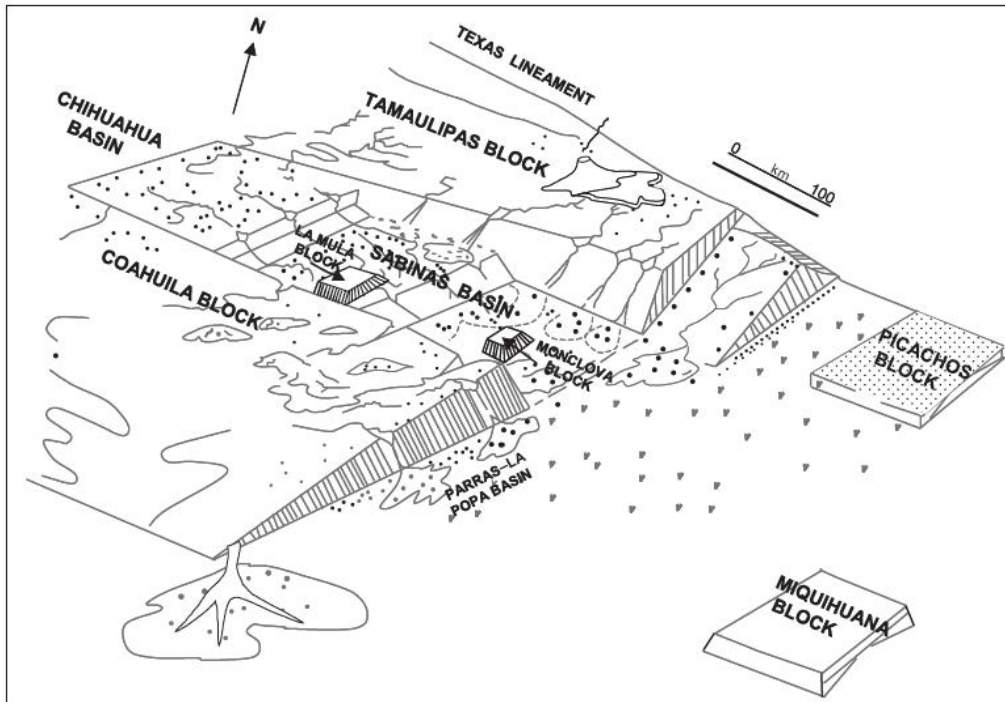 N
TEXAS LINEAMENT
CHIHUAHUA
BASIN
TAMAULIPAS BLOCK
0
km
100
LA MULA
BLOCK
SABINAS BASIN
COAHUILA BLOCK
MONCLOVA
BLOCK
PICACHOS
BLOCK
PARRAS–LA
POPA BASIN
MIQUIHUANA
BLOCK